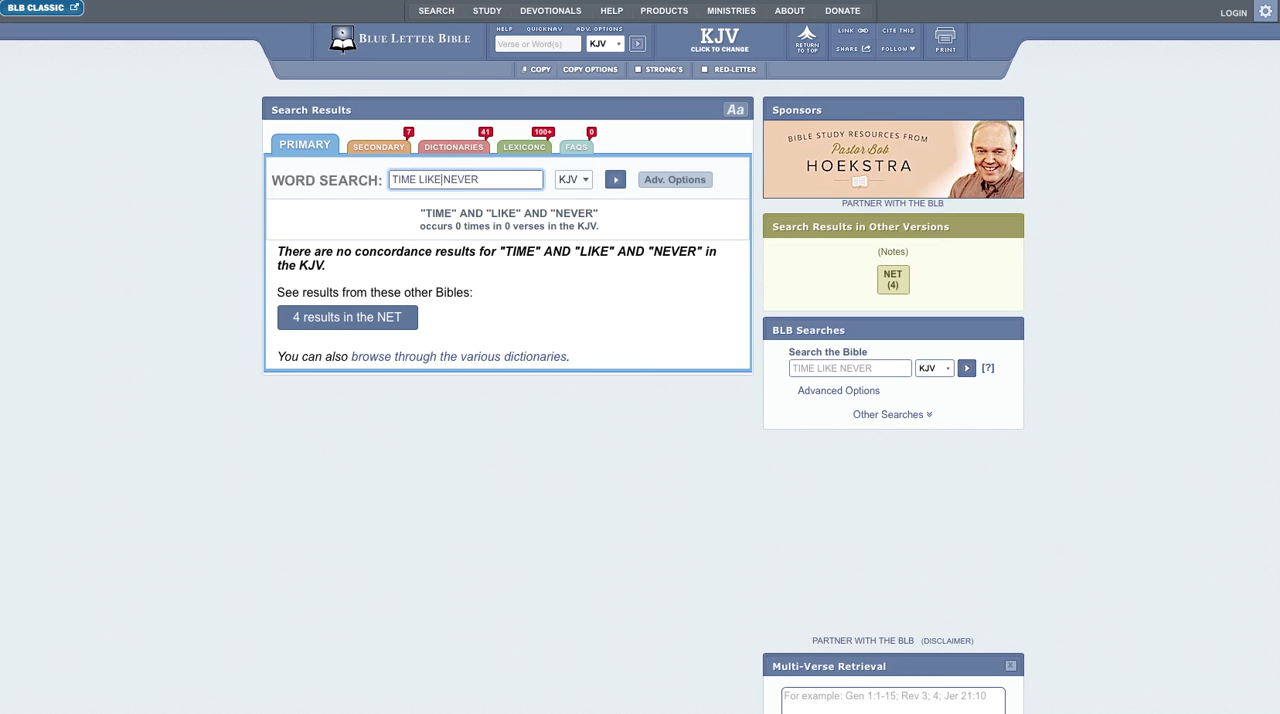 BLB CLASSIC
SEARCH STUDY DEVOTIONALS HELP PRODUCTS MINISTRIES ABOUT DONATE
LOGIN
BLUE LETTER BIBLE
HELP QUICKNAV ADV. OPTIONS
Verse or Word(s) KJV
KJV
CLICK TO CHANGE
RETURN
TO TOP
LINK CITE THIS
SHARE FOLLOW
PRINT
COPY COPY OPTIONS STRONG'S RED-LETTER
Search Results Aa
7 41 100+ 0
PRIMARY SECONDARY DICTIONARIES LEXICONC FAQS
WORD SEARCH: TIME LIKE NEVER KJV Adv. Options
"TIME" AND "LIKE" AND "NEVER"
occurs 0 times in 0 verses in the KJV.
There are no concordance results for "TIME" AND "LIKE" AND "NEVER" in
the KJV.
See results from these other Bibles:
4 results in the NET
You can also browse through the various dictionaries.
Sponsors
BIBLE STUDY RESOURCES FROM
Pastor Bob
HOEKSTRA
PARTNER WITH THE BLB
Search Results in Other Versions
(Notes)
NET
(4)
BLB Searches
Search the Bible
TIME LIKE NEVER KJV [?]
Advanced Options
Other Searches
PARTNER WITH THE BLB (DISCLAIMER)
Multi-Verse Retrieval x
For example: Gen 1:1-15; Rev 3; 4; Jer 21:10